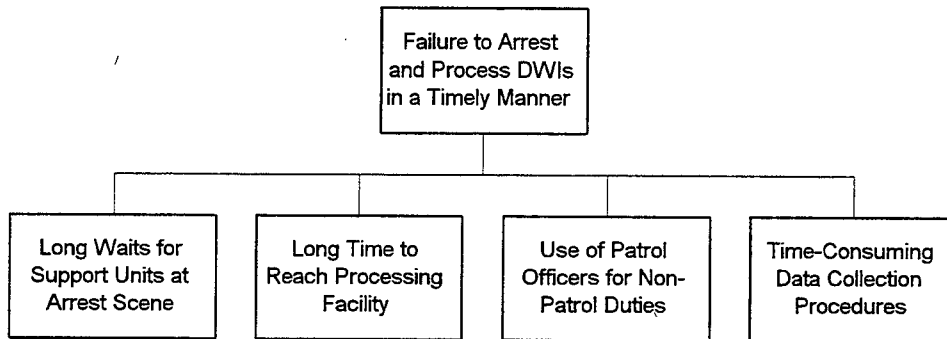 Failure to Arrest
and Process DWIs
in a Timely Manner
Long Waits for
Support Units at
Arrest Scene
Long Time to
Reach Processing
Facility
Use of Patrol
Officers for Non-
Patrol Duties
Time-Consuming
Data Collection
Procedures